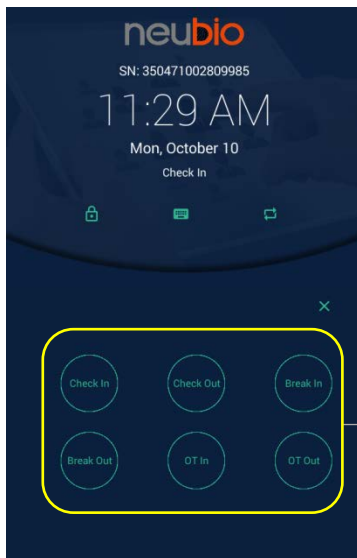 neubio
SN: 350471002809985
11:29 AM
Mon, October 10
Check In
Check In Check Out Break In
Break Out OT In OT Out